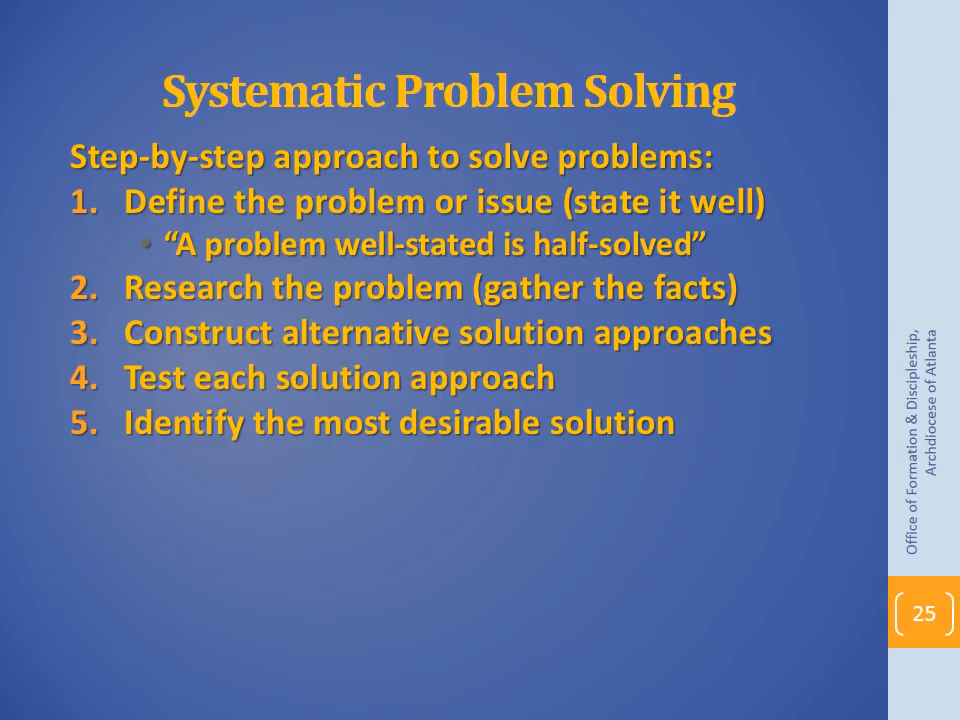 Systematic Problem Solving
Step-by-step approach to solve problems:
1. Define the problem or issue (state it well)
• “A problem well-stated is half-solved”
2. Research the problem (gather the facts)
3. Construct alternative solution approaches
4. Test each solution approach
5. Identify the most desirable solution
Office of Formation & Discipleship,
Archdiocese of Atlanta
25